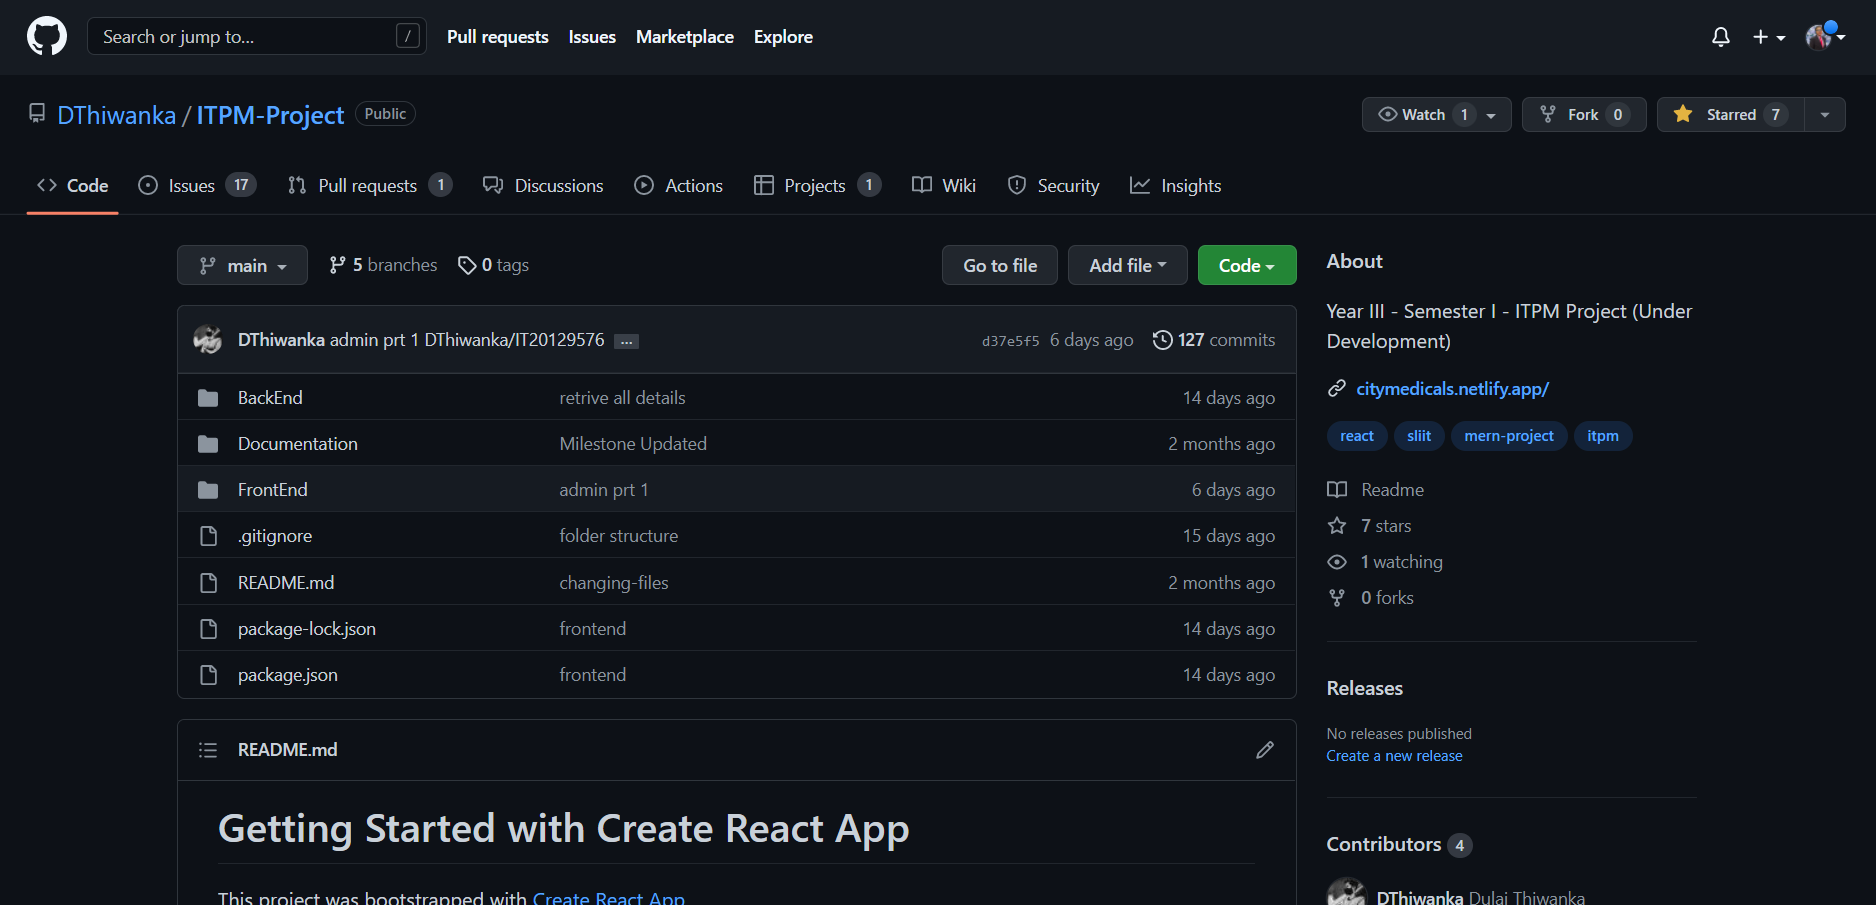 Search or jump to... /
Pull requests Issues Marketplace Explore
DThiwanka / ITPM-Project Public
Watch 1 Fork 0 Starred 7
Code Issues 17 Pull requests 1 Discussions Actions Projects 1 Wiki Security Insights
main 5 branches 0 tags Go to file Add file Code
DThiwanka admin prt 1 DThiwanka/IT20129576 ... d37e5f5 6 days ago 127 commits
BackEnd retrive all details 14 days ago
Documentation Milestone Updated 2 months ago
FrontEnd admin prt 1 6 days ago
.gitignore folder structure 15 days ago
README.md changing-files 2 months ago
package-lock.json frontend 14 days ago
package.json frontend 14 days ago
README.md
Getting Started with Create React App
This project was bootstrapped with Create React App
About
Year III - Semester I - ITPM Project (Under
Development)
citymedicals.netlify.app/
react sliit mern-project itpm
Readme
7 stars
1 watching
0 forks
Releases
No releases published
Create a new release
Contributors 4
DThiwanka Dulai Thiwanka